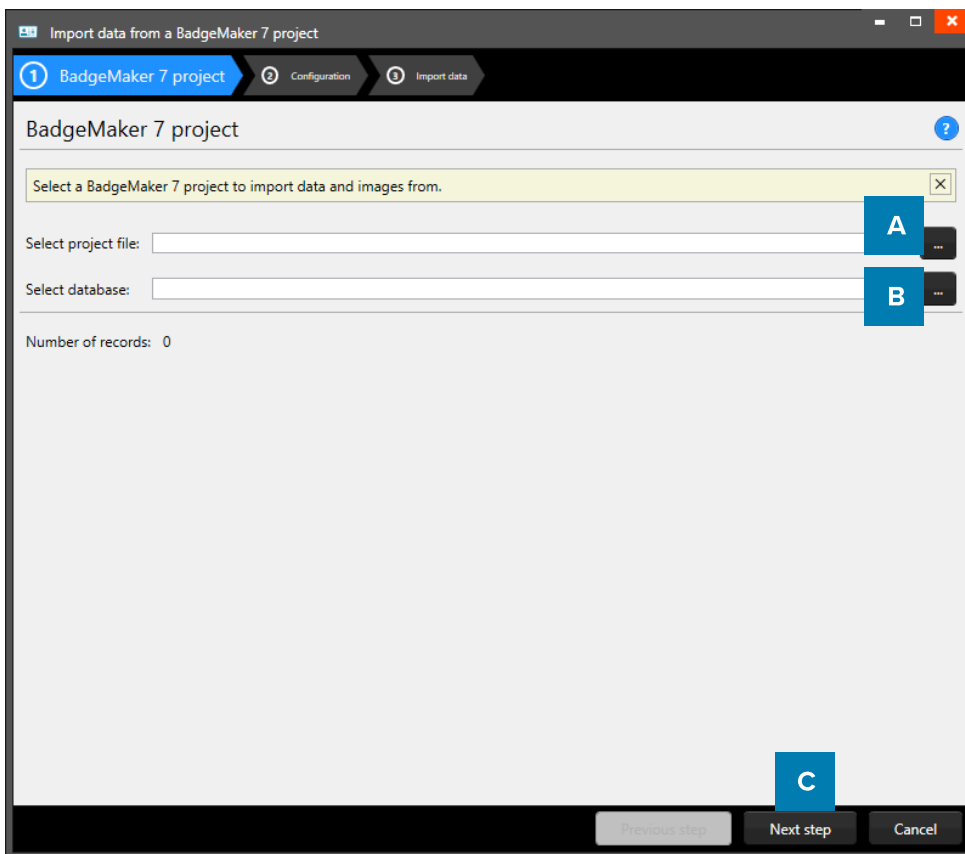 Import data from a BadgeMaker 7 project
1 BadgeMaker 7 project 2 Configuration 3 Import data
BadgeMaker 7 project ?
Select a BadgeMaker 7 project to import data and images from.
A
Select project file: ...
B
Select database: ...
Number of records: 0
C
Previous step Next step Cancel